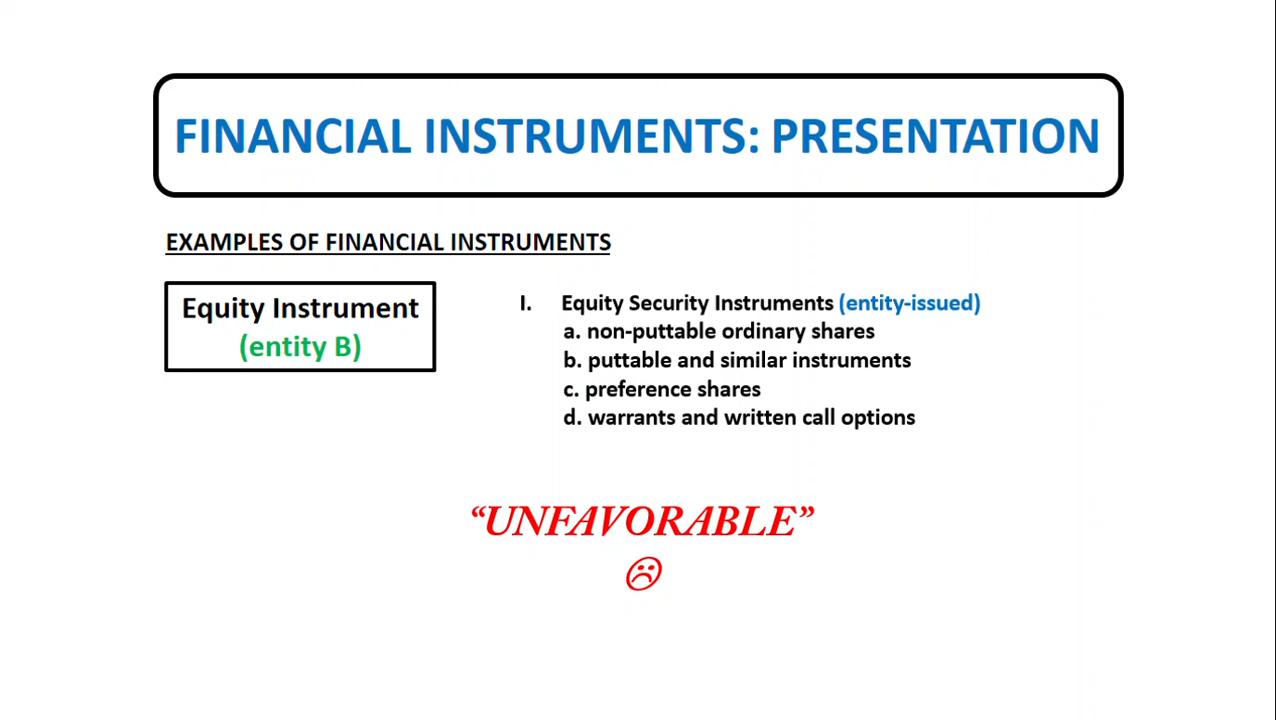 FINANCIAL INSTRUMENTS: PRESENTATION
EXAMPLES OF FINANCIAL INSTRUMENTS
Equity Instrument
(entity B)
I. Equity Security Instruments (entity-issued)
a. non-puttable ordinary shares
b. puttable and similar instruments
c. preference shares
d. warrants and written call options
“UNFAVORABLE”
☹